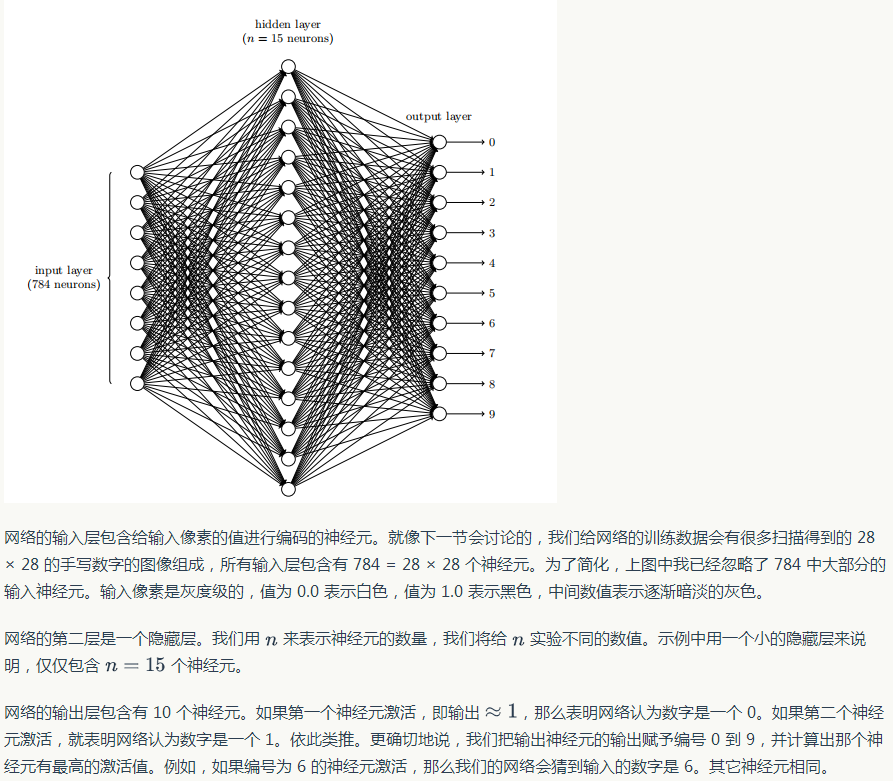 hidden layer
(n = 15 neurons)
output layer
0
1
2
3
input layer
(784 neurons)
4
5
6
7
8
9
网络的输入层包含给输入像素的值进行编码的神经元。就像下一节会讨论的，我们给网络的训练数据会有很多扫描得到的 28
× 28 的手写数字的图像组成，所有输入层包含有 784 = 28 × 28 个神经元。为了简化，上图中我已经忽略了 784 中大部分的
输入神经元。输入像素是灰度级的，值为 0.0 表示白色，值为 1.0 表示黑色，中间数值表示逐渐暗淡的灰色。
网络的第二层是一个隐藏层。我们用 n 来表示神经元的数量，我们将给 n 实验不同的数值。示例中用一个小的隐藏层来说
明，仅仅包含 n = 15 个神经元。
网络的输出层包含有 10 个神经元。如果第一个神经元激活，即输出 ≈ 1，那么表明网络认为数字是一个 0。如果第二个神经
元激活，就表明网络认为数字是一个 1。依此类推。更确切地说，我们把输出神经元的输出赋予编号 0 到 9，并计算出那个神
经元有最高的激活值。例如，如果编号为 6 的神经元激活，那么我们的网络会猜到输入的数字是 6。其它神经元相同。